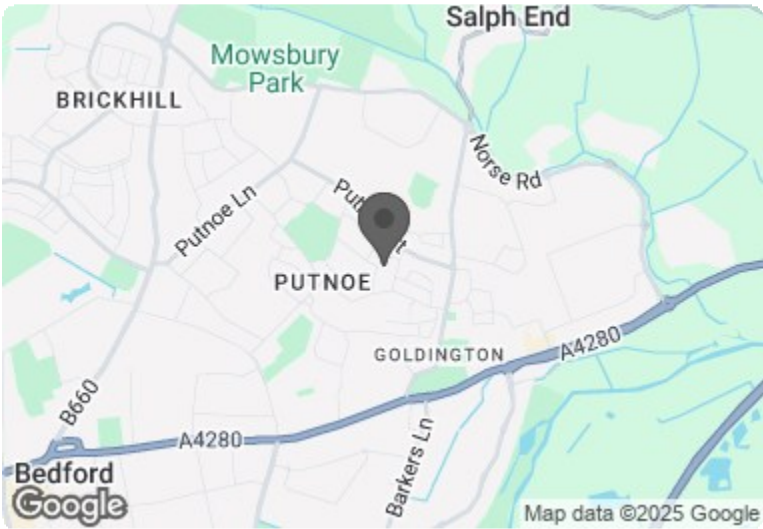 Salph End
Mowsbury
Park
BRICKHILL
Norse Rd
Putnoe Ln
PUTNOE
GOLDINGTON
A4280
B660
A4280
Barkers Ln
Bedford
Google
Map data ©2025 Google